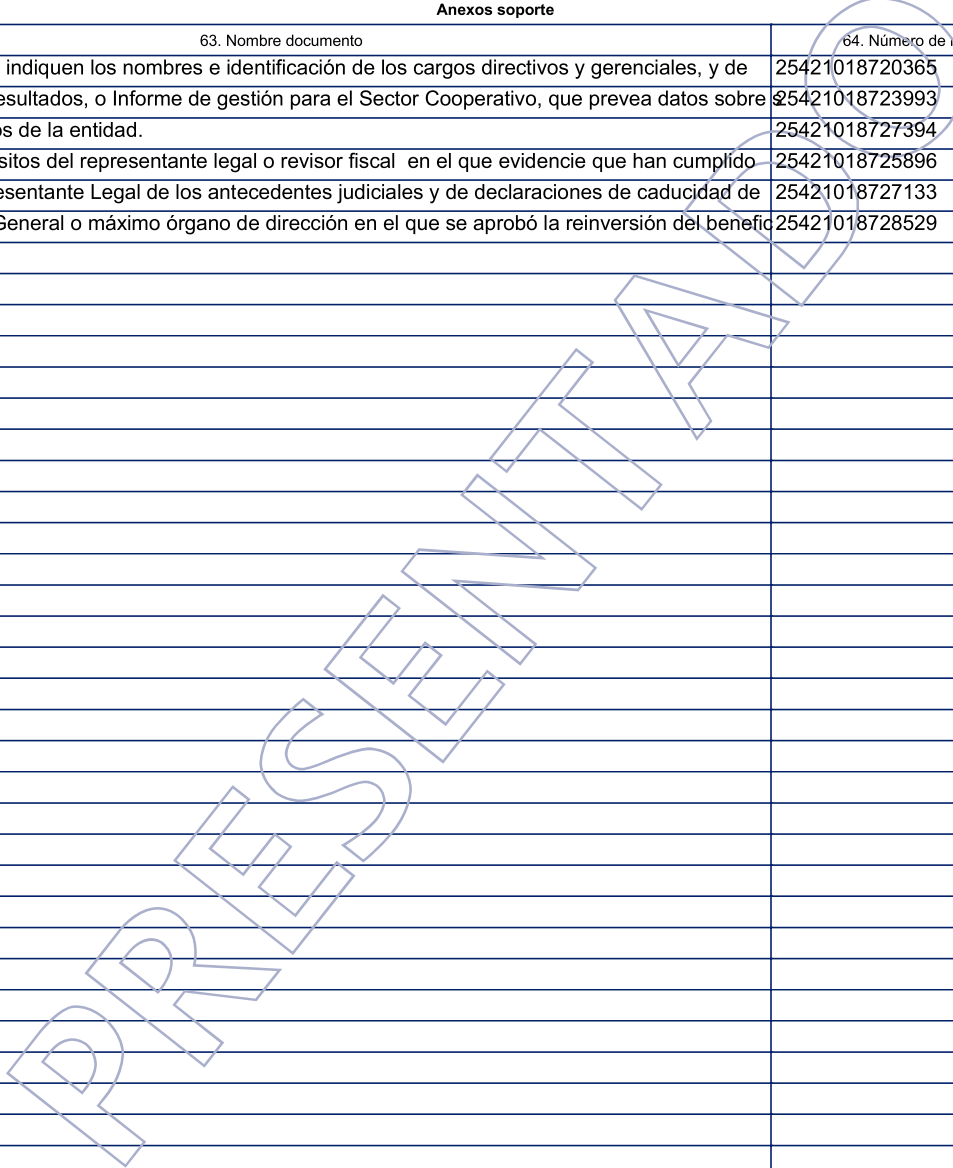 Anexos soporte
63. Nombre documento 64. Número de
indiquen los nombres e identificación de los cargos directivos y gerenciales, y de 25421018720365
esultados, o Informe de gestión para el Sector Cooperativo, que prevea datos sobre s 25421018723993
os de la entidad. 25421018727394
sitos del representante legal o revisor fiscal en el que evidencie que han cumplido 25421018725896
esentante Legal de los antecedentes judiciales y de declaraciones de caducidad de 25421018727133
General o máximo órgano de dirección en el que se aprobó la reinversión del benefic 25421018728529
PRESENTADO